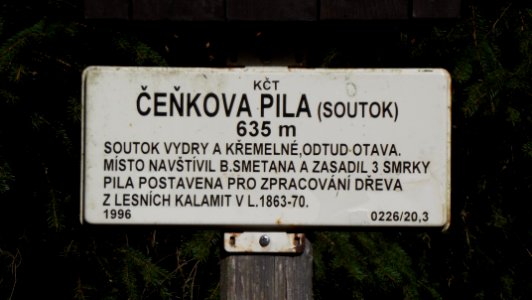 KČT
ČEŇKOVA PILA (SOUTOK)
635 m
SOUTOK VYDRY A KŘEMELNÉ,ODTUD OTAVA.
MÍSTO NAVŠTÍVIL B.SMETANA A ZASADIL 3 SMRKY
PILA POSTAVENA PRO ZPRACOVÁNÍ DŘEVA
Z LESNÍCH KALAMIT V L.1863-70.
1996 0226/20,3